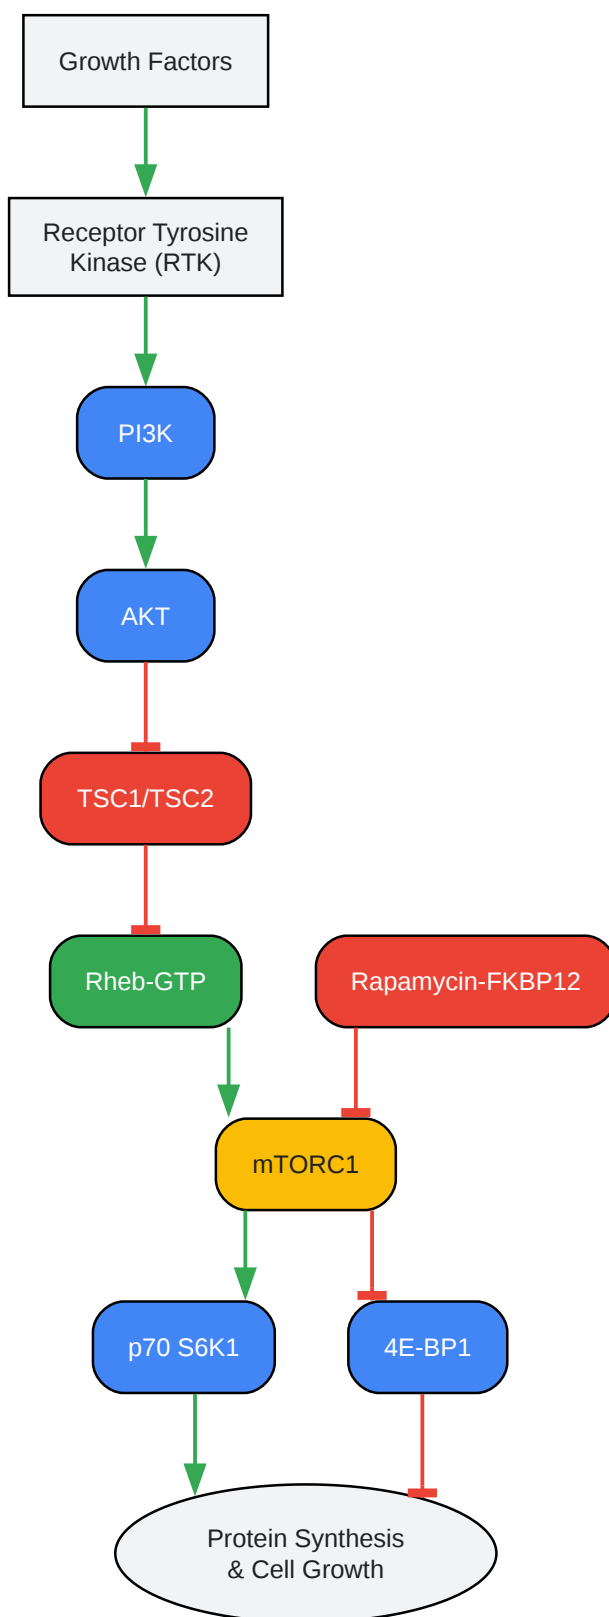 Growth Factors
Receptor Tyrosine
Kinase (RTK)
PI3K
AKT
TSC1/TSC2
Rheb-GTP
Rapamycin-FKBP12
mTORC1
p70 S6K1
4E-BP1
Protein Synthesis
& Cell Growth